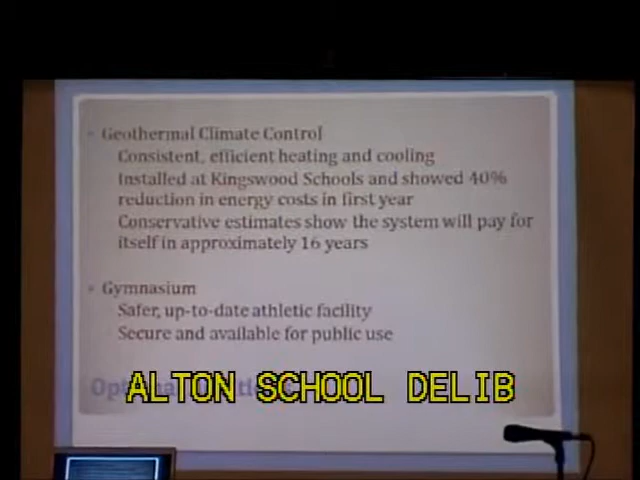 Geothermal Climate Control
Consistent, efficient heating and cooling
Installed at Kingswood Schools and showed 40%
reduction in energy costs in first year
Conservative estimates show the system will pay for
itself in approximately 16 years
Gymnasium
Safer, up-to-date athletic facility
Secure and available for public use
ALTON SCHOOL DELIB